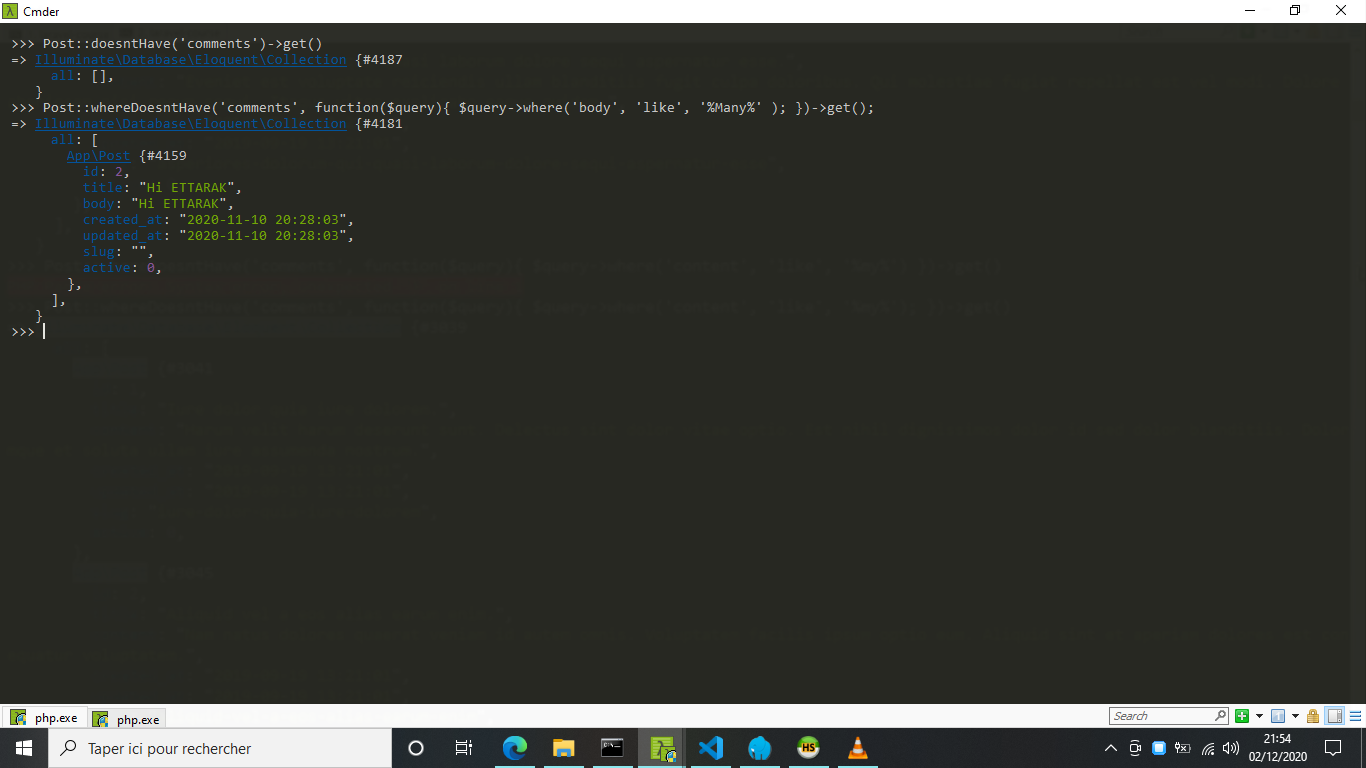 Cmder
>>> Post::doesntHave('comments')->get()
=> Illuminate\Database\Eloquent\Collection {#4187
all: [],
}
>>> Post::whereDoesntHave('comments', function($query){ $query->where('body', 'like', '%Many%' ); })->get();
=> Illuminate\Database\Eloquent\Collection {#4181
all: [
App\Post {#4159
id: 2,
title: "Hi ETTARAK",
body: "Hi ETTARAK",
created_at: "2020-11-10 20:28:03",
updated_at: "2020-11-10 20:28:03",
slug: "",
active: 0,
},
],
}
>>>
php.exe
php.exe
Search
Taper ici pour rechercher
HS
21:54
02/12/2020